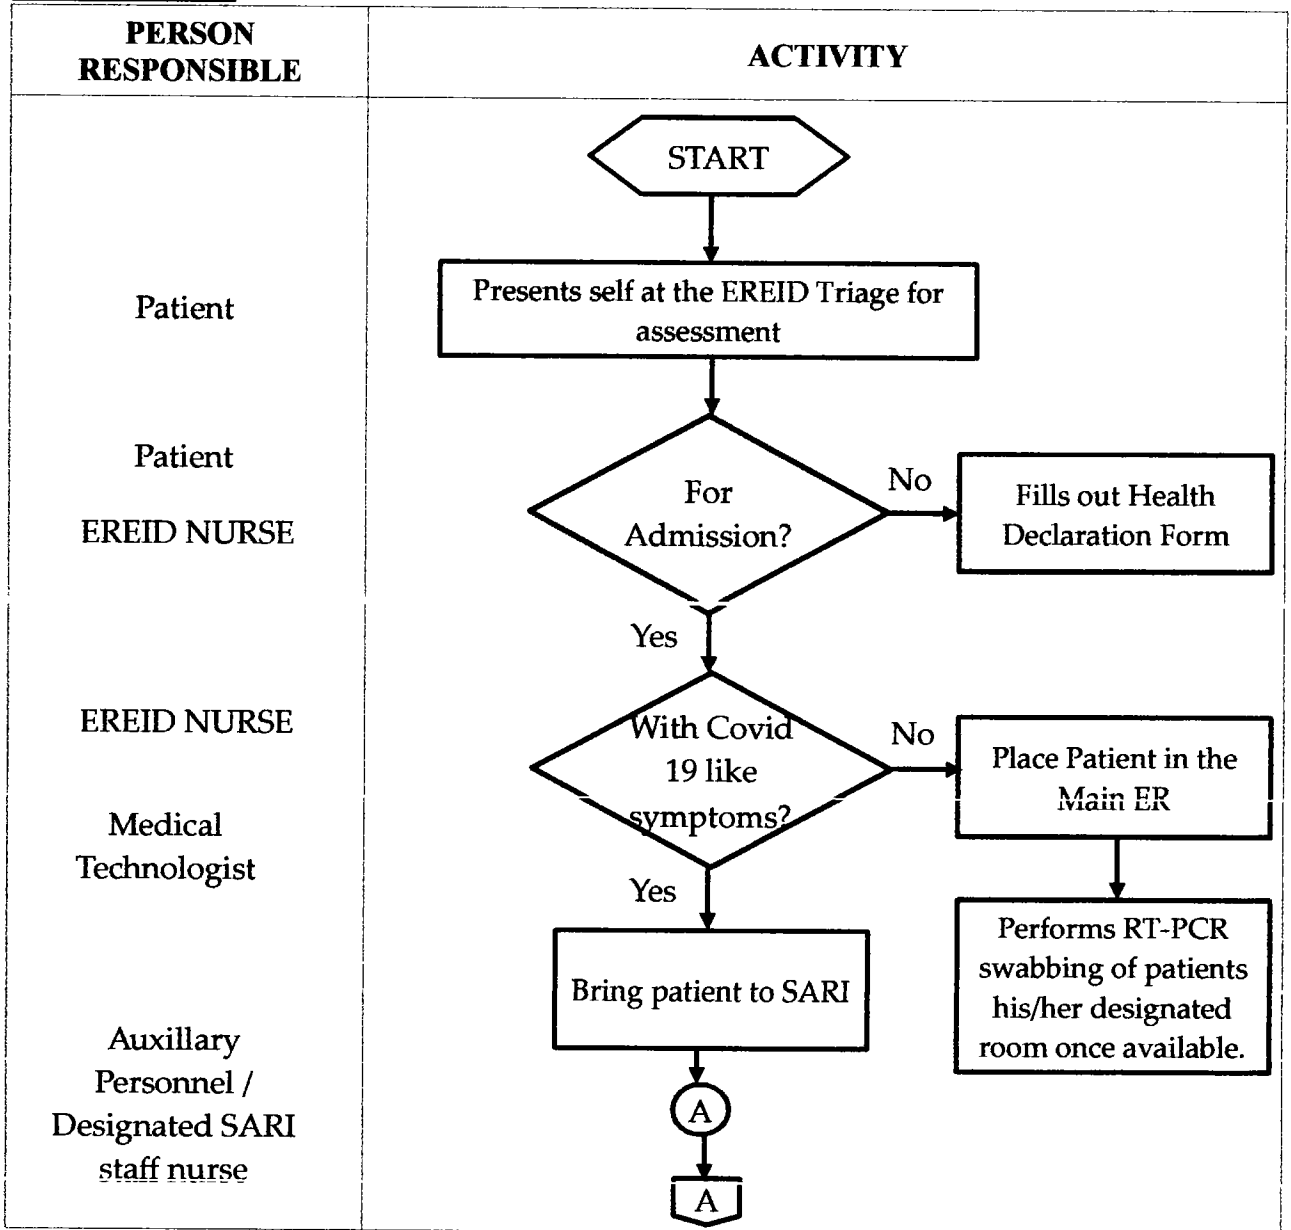 PERSON
RESPONSIBLE
ACTIVITY
START
Patient
Presents self at the EREID Triage for
assessment
Patient
EREID NURSE
For
Admission?
No
Fills out Health
Declaration Form
Yes
EREID NURSE
With Covid
19 like
symptoms?
No
Place Patient in the
Main ER
Medical
Technologist
Yes
Bring patient to SARI
Performs RT-PCR
swabbing of patients
his/her designated
room once available.
Auxillary
Personnel /
Designated SARI
staff nurse
A
A